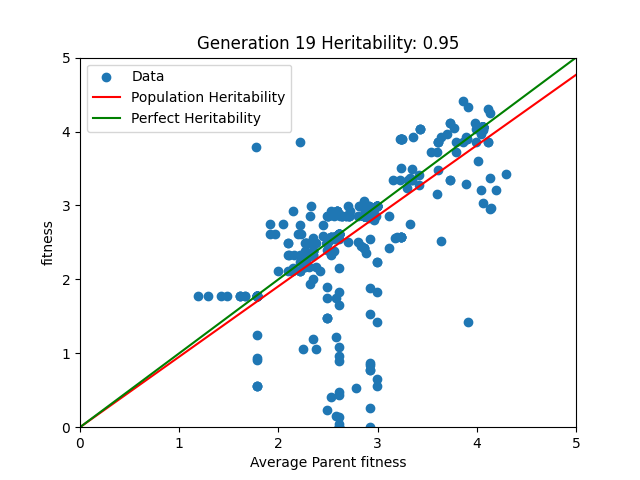 Generation 19 Heritability: 0.95
Data
Population Heritability
Perfect Heritability
fitness
5
4
3
2
1
0
0 1 2 3 4 5
Average Parent fitness